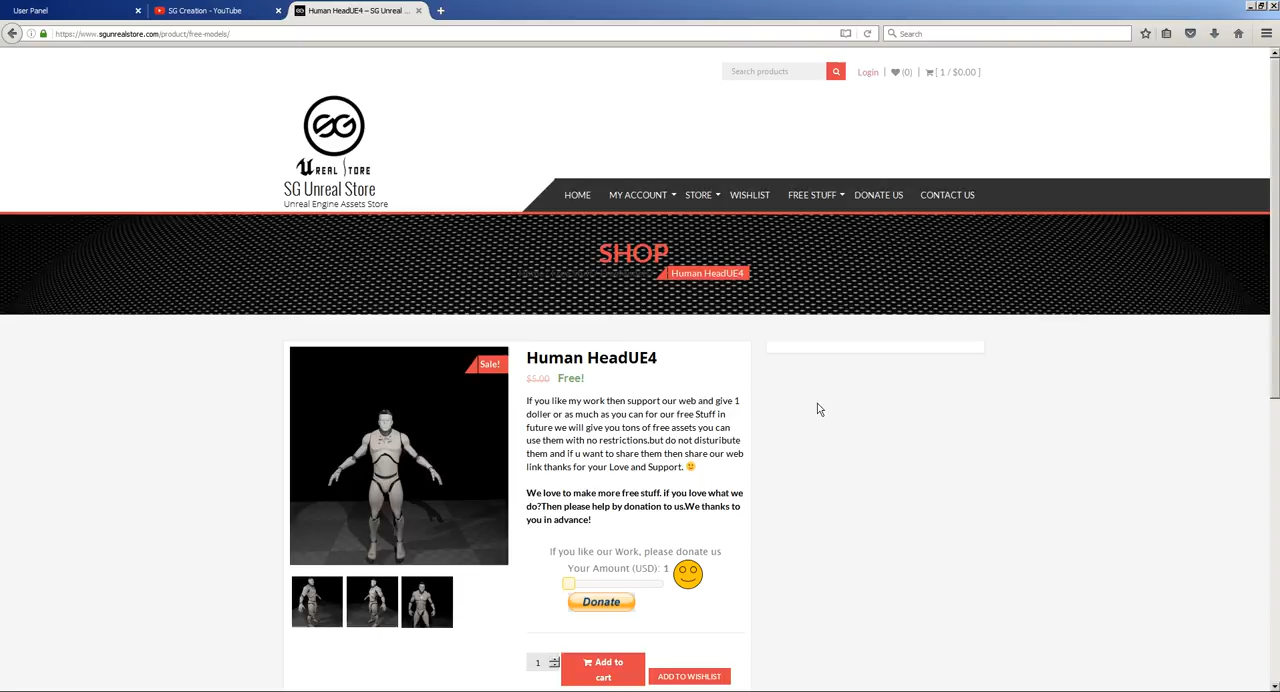 User Panel
SG Creation - YouTube
Human HeadUE4 – SG Unreal ...
https://www.sgunrealstore.com/product/free-models/
Search
Search products
Login | (0) | [ 1 / $0.00 ]
SG
UREAL STORE
SG Unreal Store
Unreal Engine Assets Store
HOME MY ACCOUNT STORE WISHLIST FREE STUFF DONATE US CONTACT US
SHOP
Human HeadUE4
Sale!
Human HeadUE4
$5.00 Free!
If you like my work then support our web and give 1
doller or as much as you can for our free Stuff in
future we will give you tons of free assets you can
use them with no restrictions.but do not disturibute
them and if u want to share them then share our web
link thanks for your Love and Support.
We love to make more free stuff. if you love what we
do?Then please help by donation to us.We thanks to
you in advance!
If you like our Work, please donate us
Your Amount (USD): 1
Donate
1
Add to
cart
ADD TO WISHLIST